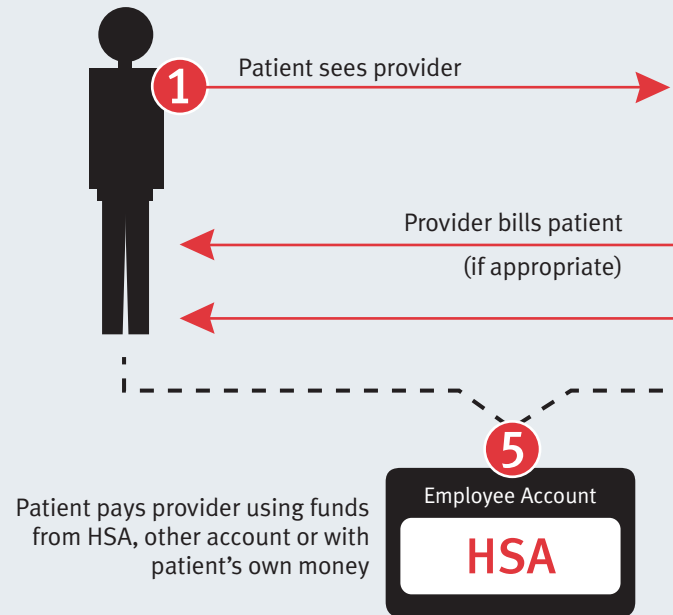 1
Patient sees provider
Provider bills patient
(if appropriate)
5
Employee Account
HSA
Patient pays provider using funds
from HSA, other account or with
patient’s own money